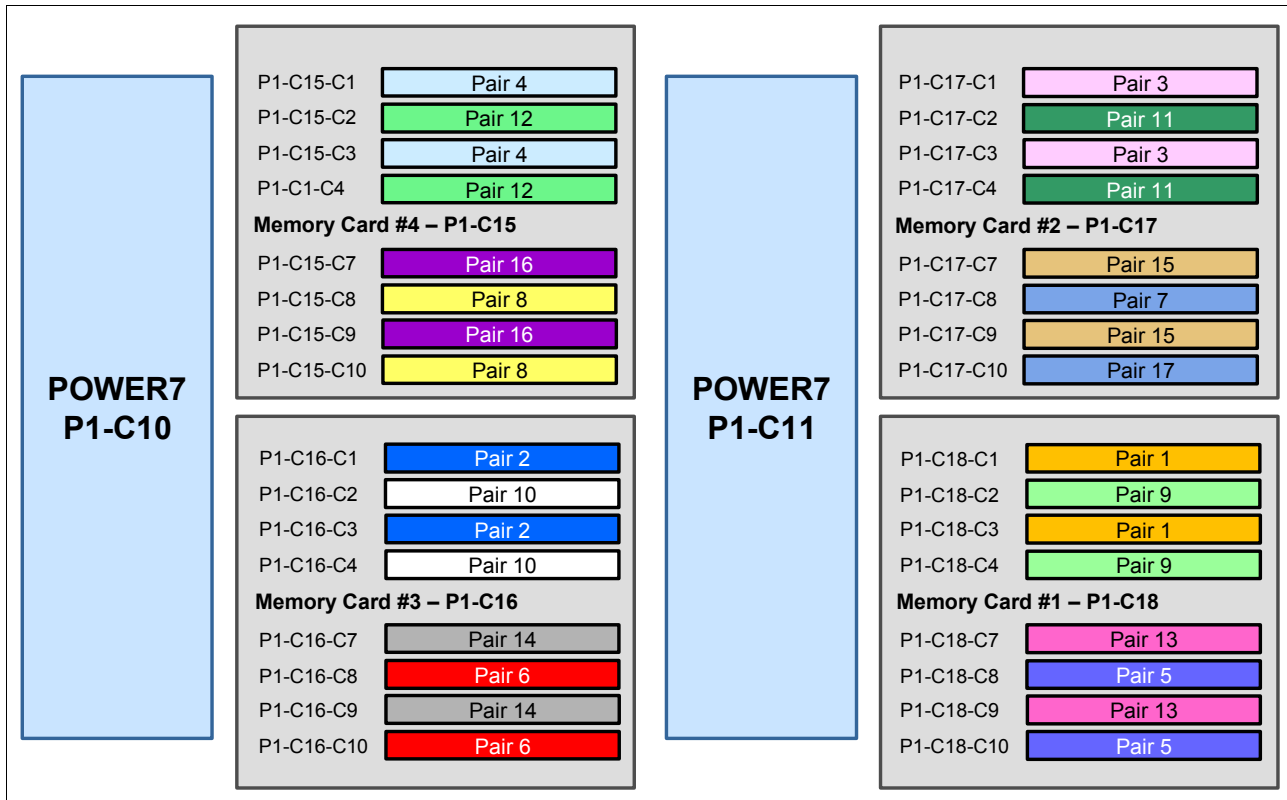 POWER7
P1-C10
P1-C15-C1 Pair 4
P1-C15-C2 Pair 12
P1-C15-C3 Pair 4
P1-C1-C4 Pair 12
Memory Card #4 – P1-C15
P1-C15-C7 Pair 16
P1-C15-C8 Pair 8
P1-C15-C9 Pair 16
P1-C15-C10 Pair 8
P1-C16-C1 Pair 2
P1-C16-C2 Pair 10
P1-C16-C3 Pair 2
P1-C16-C4 Pair 10
Memory Card #3 – P1-C16
P1-C16-C7 Pair 14
P1-C16-C8 Pair 6
P1-C16-C9 Pair 14
P1-C16-C10 Pair 6
POWER7
P1-C11
P1-C17-C1 Pair 3
P1-C17-C2 Pair 11
P1-C17-C3 Pair 3
P1-C17-C4 Pair 11
Memory Card #2 – P1-C17
P1-C17-C7 Pair 15
P1-C17-C8 Pair 7
P1-C17-C9 Pair 15
P1-C17-C10 Pair 17
P1-C18-C1 Pair 1
P1-C18-C2 Pair 9
P1-C18-C3 Pair 1
P1-C18-C4 Pair 9
Memory Card #1 – P1-C18
P1-C18-C7 Pair 13
P1-C18-C8 Pair 5
P1-C18-C9 Pair 13
P1-C18-C10 Pair 5